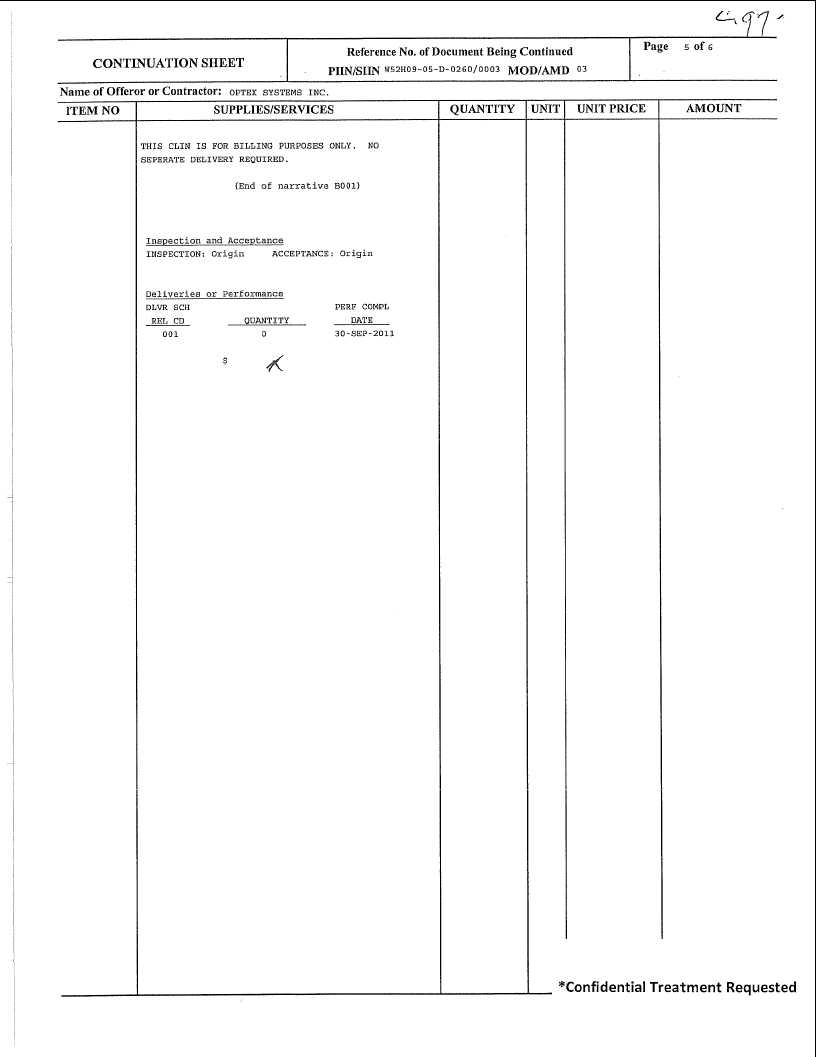 CONTINUATION SHEET
Reference No. of Document Being Continued
PIIN/SIIN W52H09-05-D-0260/0003 MOD/AMD 03
Page 5 of 6
Name of Offeror or Contractor: OPTEX SYSTEMS INC.
ITEM NO SUPPLIES/SERVICES QUANTITY UNIT UNIT PRICE AMOUNT
THIS CLIN IS FOR BILLING PURPOSES ONLY. NO
SEPERATE DELIVERY REQUIRED.
(End of narrative B001)
Inspection and Acceptance
INSPECTION: Origin ACCEPTANCE: Origin
Deliveries or Performance
DLVR SCH PERF COMPL
REL CD QUANTITY DATE
001 0 30-SEP-2011
$
*Confidential Treatment Requested